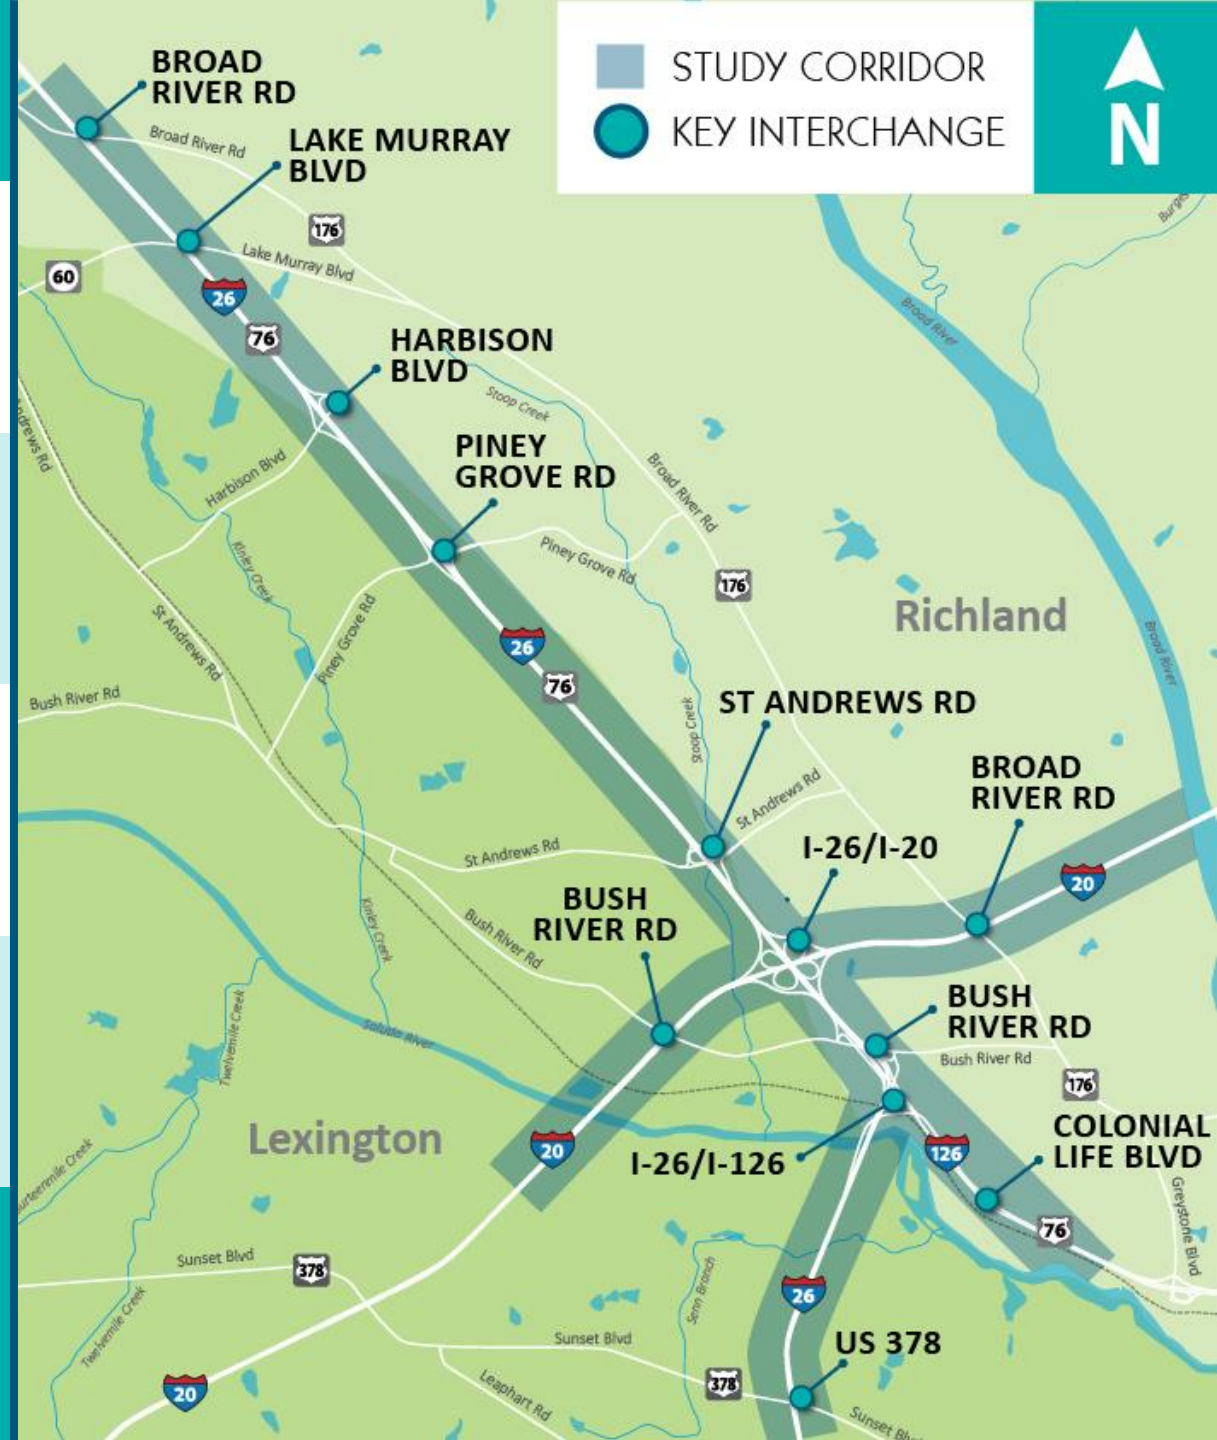 STUDY CORRIDOR
KEY INTERCHANGE
N
BROAD
RIVER RD
Broad River Rd
LAKE MURRAY
BLVD
176
Lake Murray Blvd
60
26
76
Broad River
HARBISON
BLVD
Stoop Creek
Harbison Blvd
PINEY
GROVE RD
Broad River Rd
Piney Grove Rd
Kinley Creek
176
Richland
St Andrews Rd
Piney Grove Rd
26
76
Broad River
Bush River Rd
ST ANDREWS RD
Stoop Creek
St Andrews Rd
BROAD
RIVER RD
I-26/I-20
20
St Andrews Rd
BUSH
RIVER RD
Kinley Creek
Bush River Rd
BUSH
RIVER RD
Bush River Rd
Saluda River
Twelvemile Creek
176
Lexington
20
I-26/I-126
126
COLONIAL
LIFE BLVD
Greystone Blvd
76
Sunset Blvd
378
Senn Branch
26
Twelvemile Creek
Sunset Blvd
US 378
378
20
Leaphart Rd